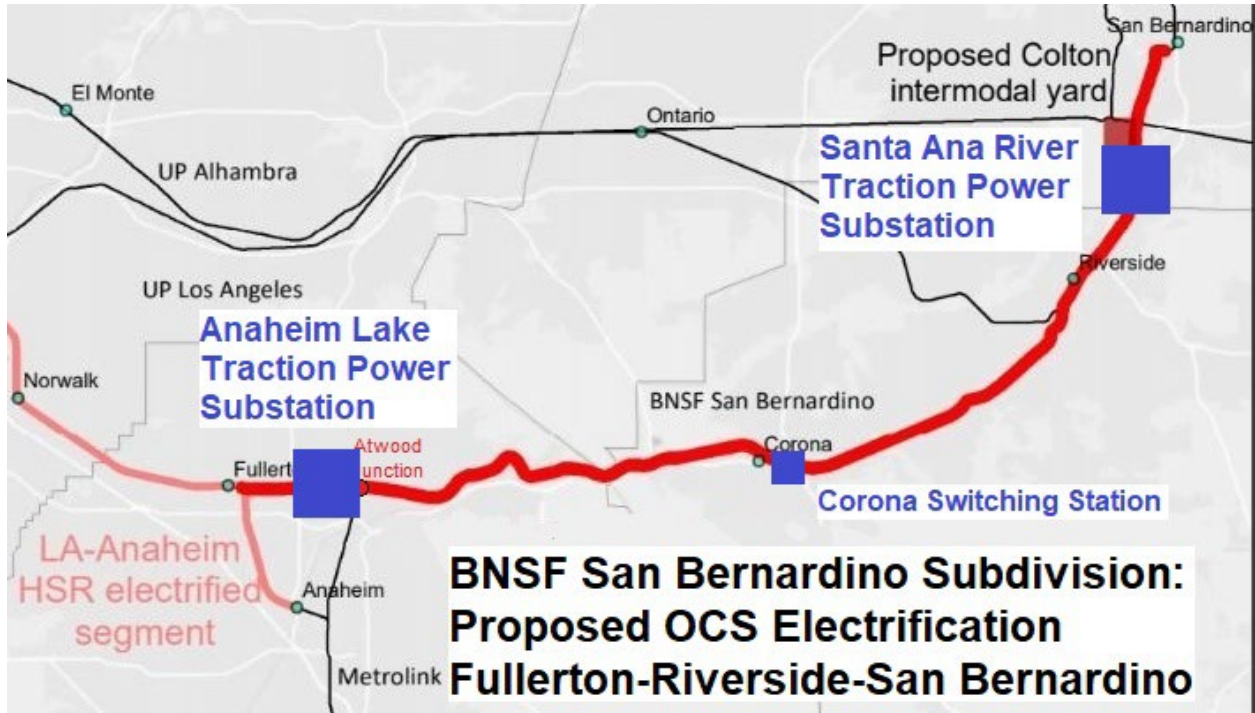 San Bernardino
Proposed Colton
intermodal yard
El Monte
Ontario
UP Alhambra
Santa Ana River
Traction Power
Substation
Riverside
UP Los Angeles
Anaheim Lake
Traction Power
Substation
Norwalk
BNSF San Bernardino
Atwood
unction
Corona
Fullert
Corona Switching Station
LA-Anaheim
HSR electrified
segment
Anaheim
Metrolink
BNSF San Bernardino Subdivision:
Proposed OCS Electrification
Fullerton-Riverside-San Bernardino